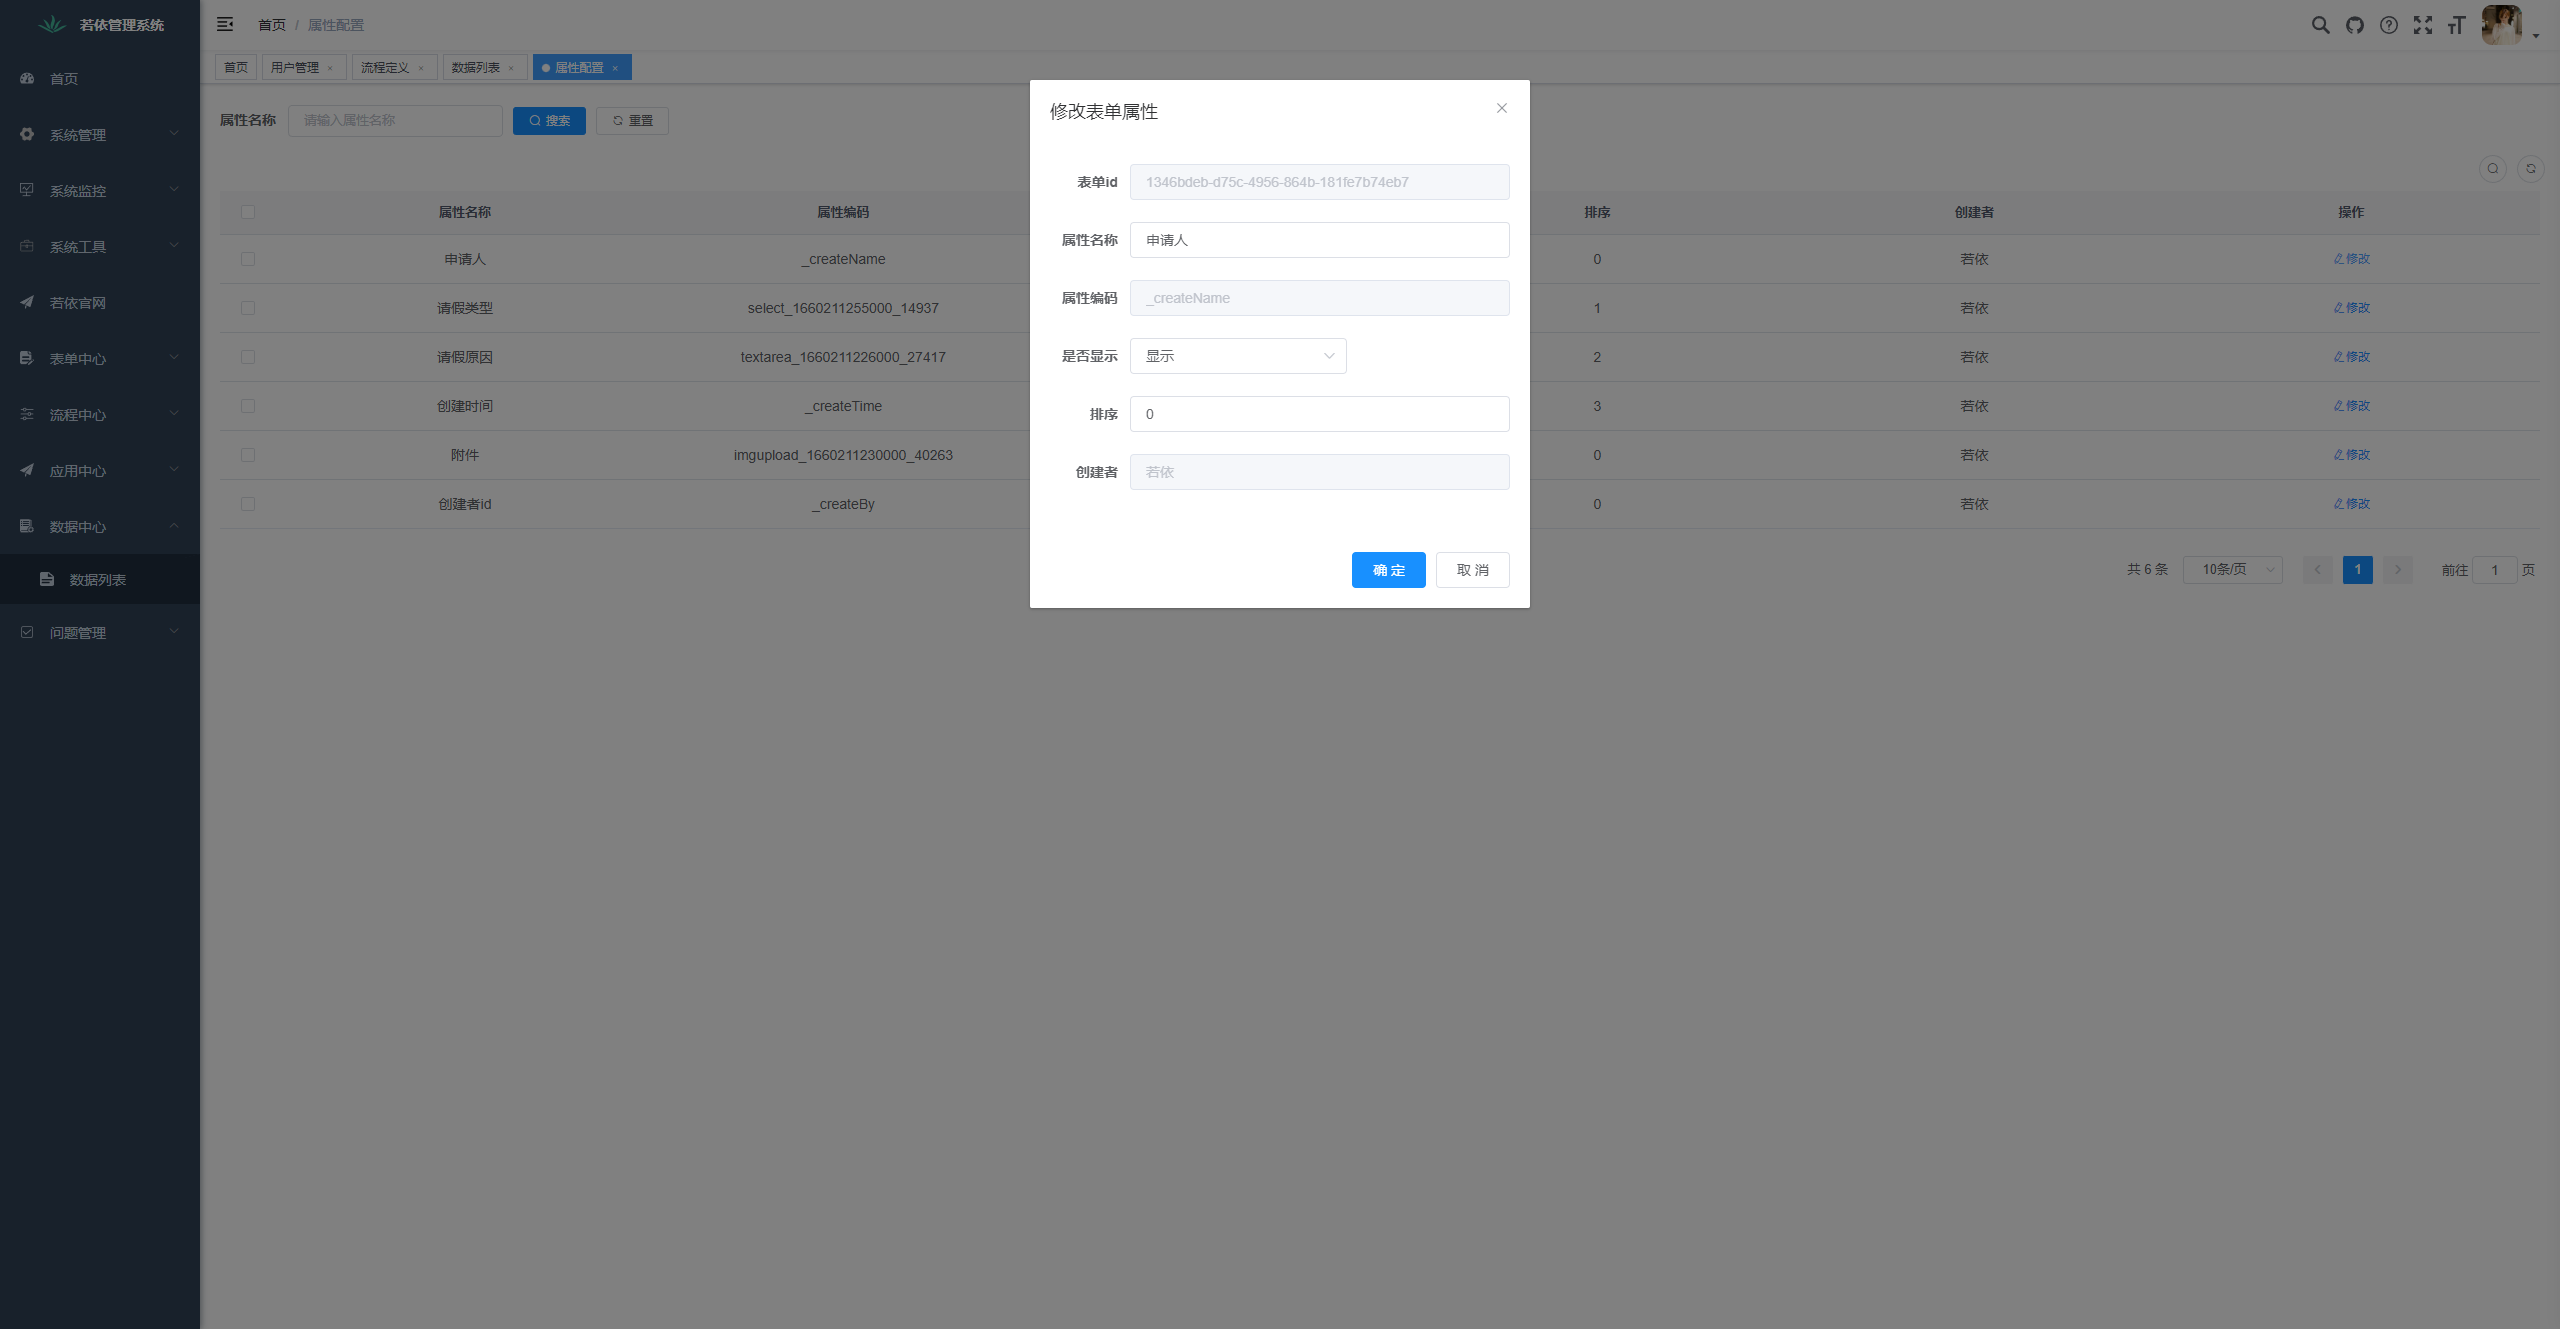 若依管理系统
首页 / 属性配置
首页
用户管理 ×
流程定义 ×
数据列表 ×
属性配置 ×
首页
系统管理
系统监控
系统工具
若依官网
表单中心
流程中心
应用中心
数据中心
数据列表
问题管理
属性名称 请输入属性名称 搜索 重置
属性名称 属性编码 排序 创建者 操作
申请人 _createName 0 若依 修改
请假类型 select_1660211255000_14937 1 若依 修改
请假原因 textarea_1660211226000_27417 2 若依 修改
创建时间 _createTime 3 若依 修改
附件 imgupload_1660211230000_40263 0 若依 修改
创建者id _createBy 0 若依 修改
共 6 条 10条/页 1 前往 1 页
修改表单属性
表单id 1346bdeb-d75c-4956-864b-181fe7b74eb7
属性名称 申请人
属性编码 _createName
是否显示 显示
排序 0
创建者 若依
确 定 取 消